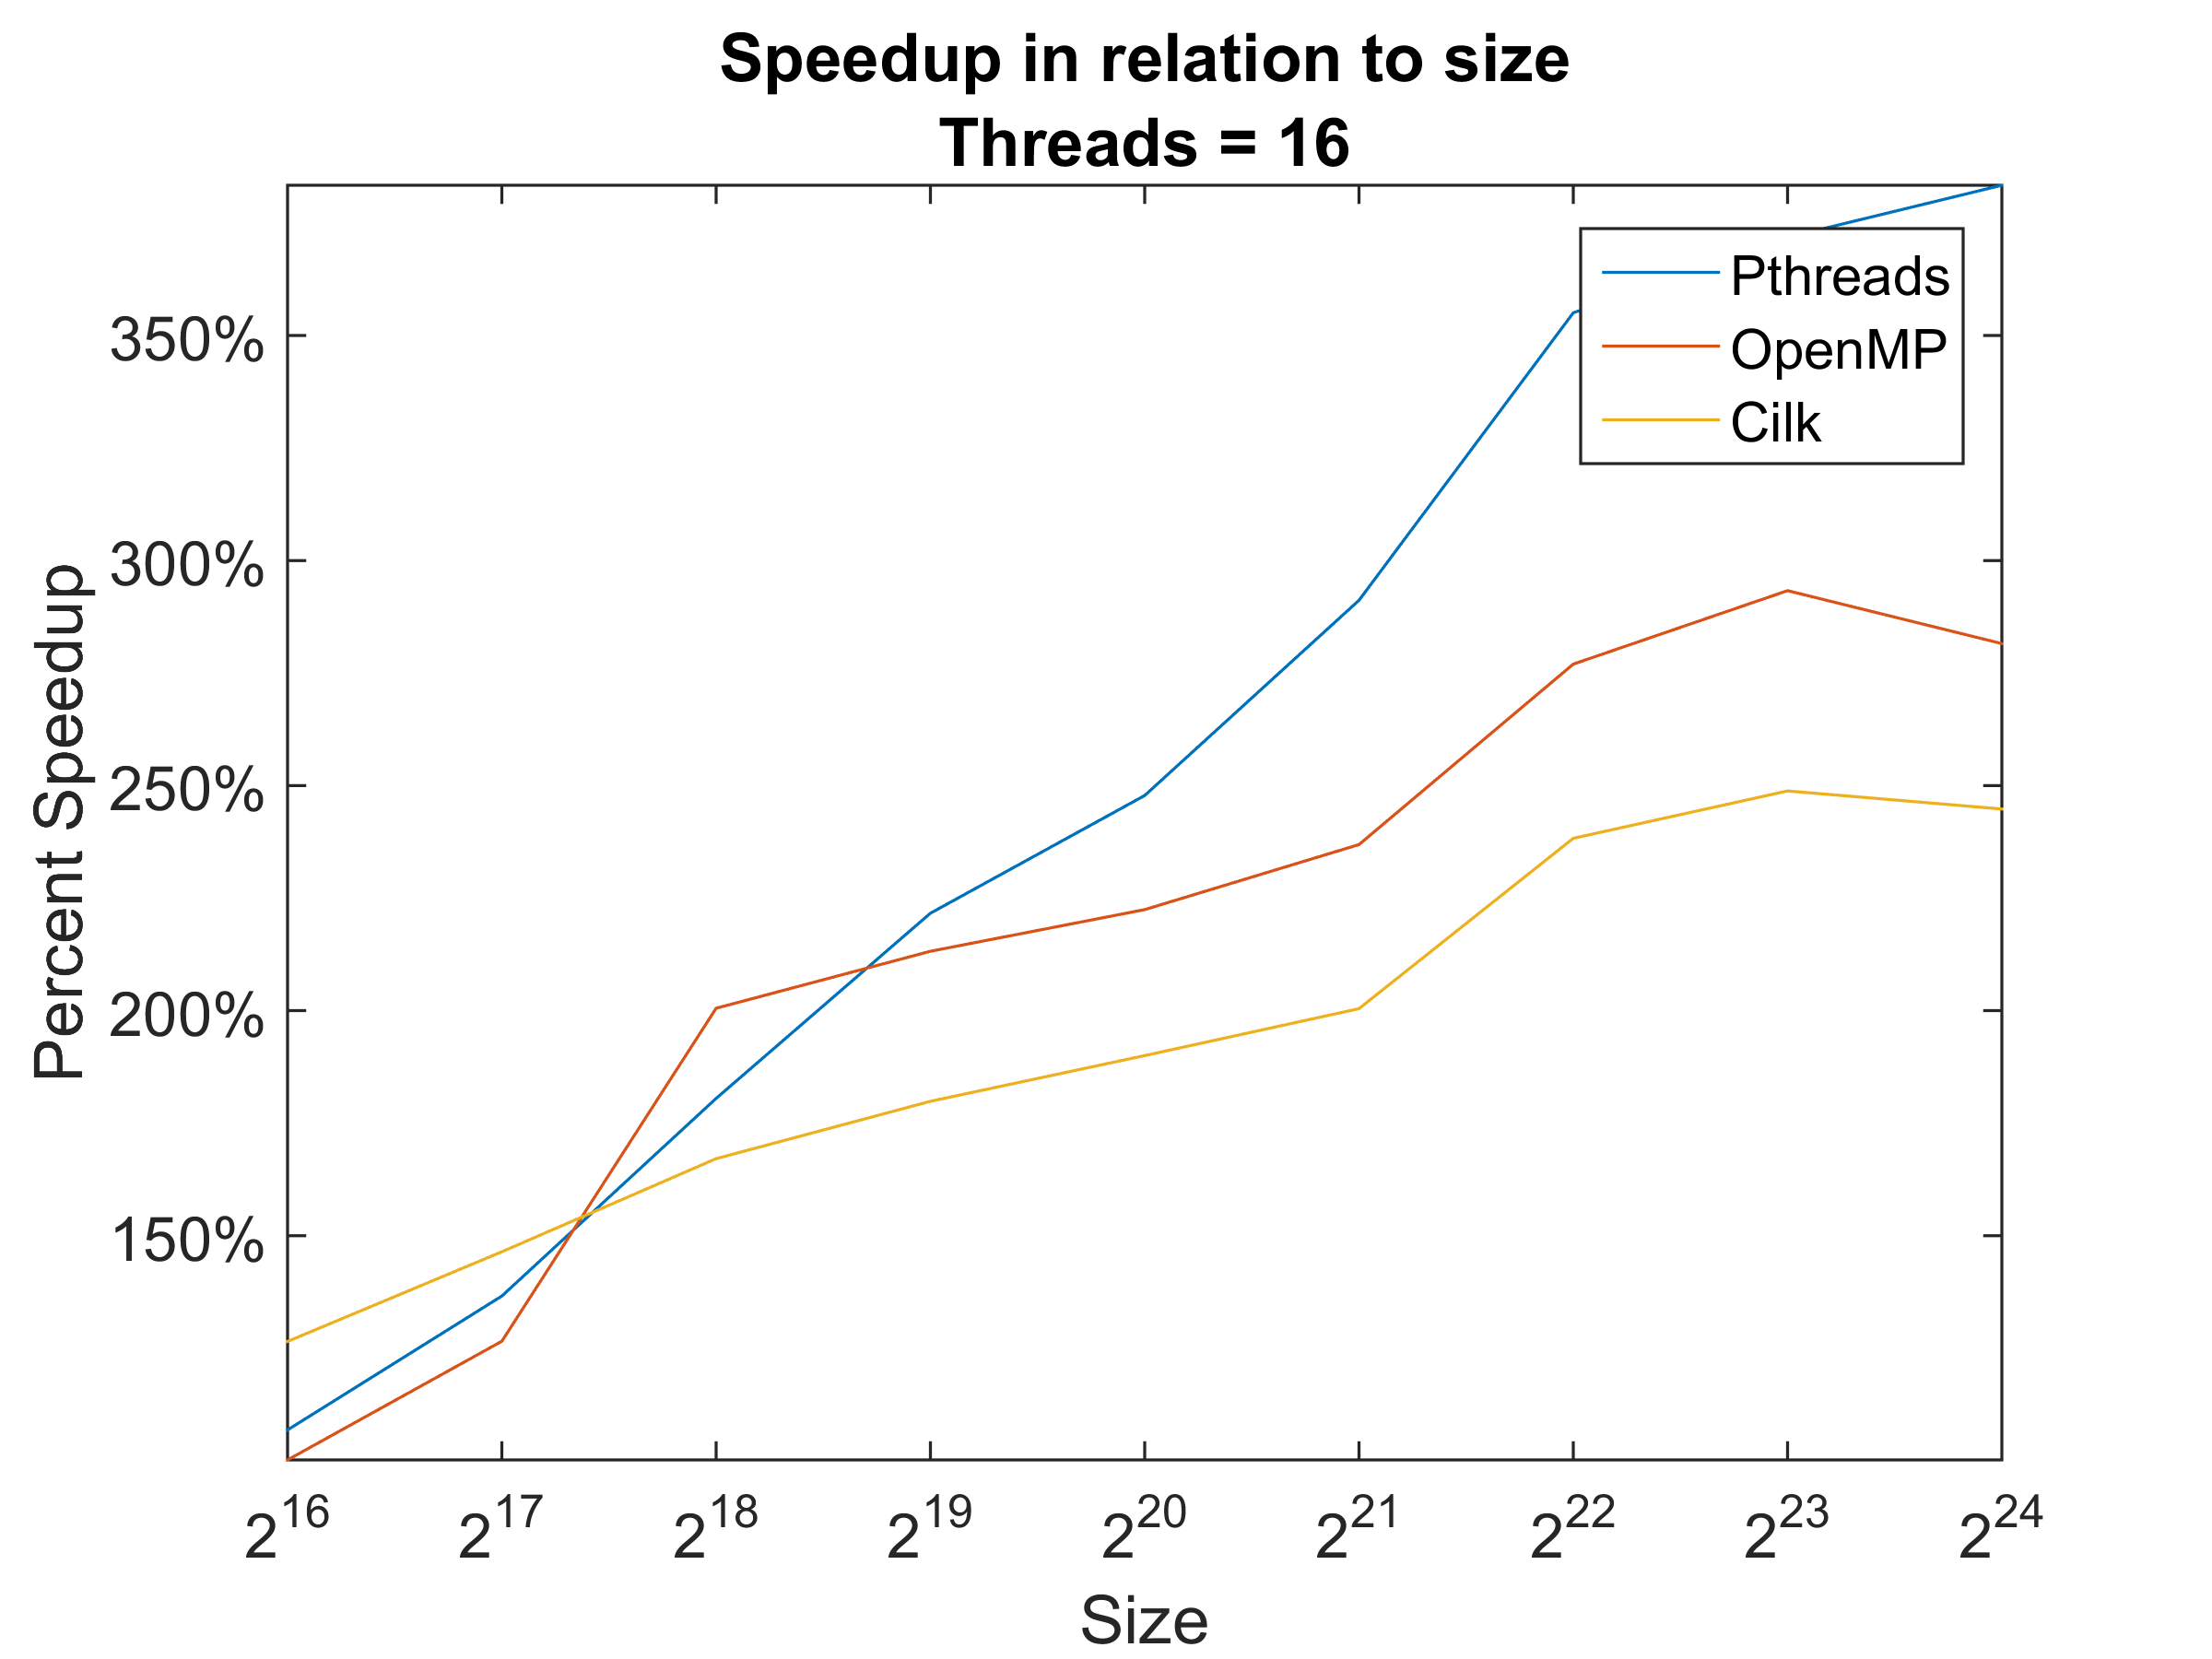 Speedup in relation to size
Threads = 16
Pthreads
OpenMP
Cilk
350%
300%
250%
200%
150%
Percent Speedup
2^16 2^17 2^18 2^19 2^20 2^21 2^22 2^23 2^24
Size